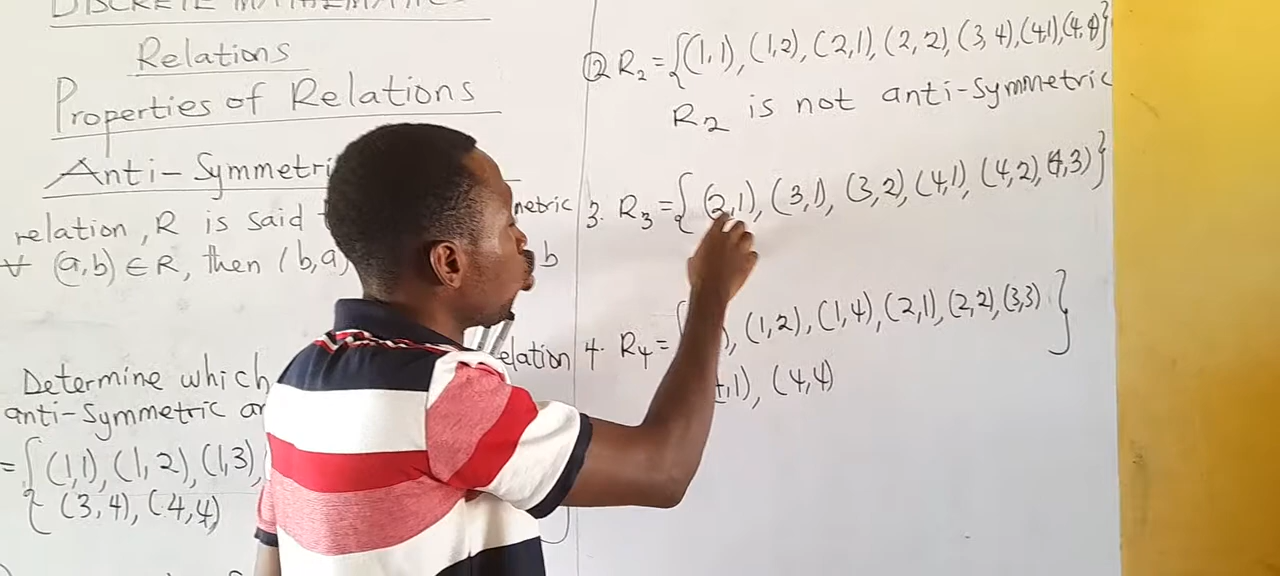 DISCRETE MATHEMATICS
Relations
Properties of Relations
Anti-Symmetri
relation, R is said metric
∀ (a,b) ∈ R, then (b,a) b
elation
Determine which
anti-Symmetric ar
= { (1,1), (1,2), (1,3),
(3,4), (4,4)
② R₂ = {(1,1), (1,2), (2,1), (2,2), (3,4), (4,1), (4,4)}
R₂ is not anti-Symmetric
3. R₃ = { (2,1), (3,1), (3,2), (4,1), (4,2), (4,3) }
4. R₄ = { ), (1,2), (1,4), (2,1), (2,2), (3,3) }
,1), (4,4)